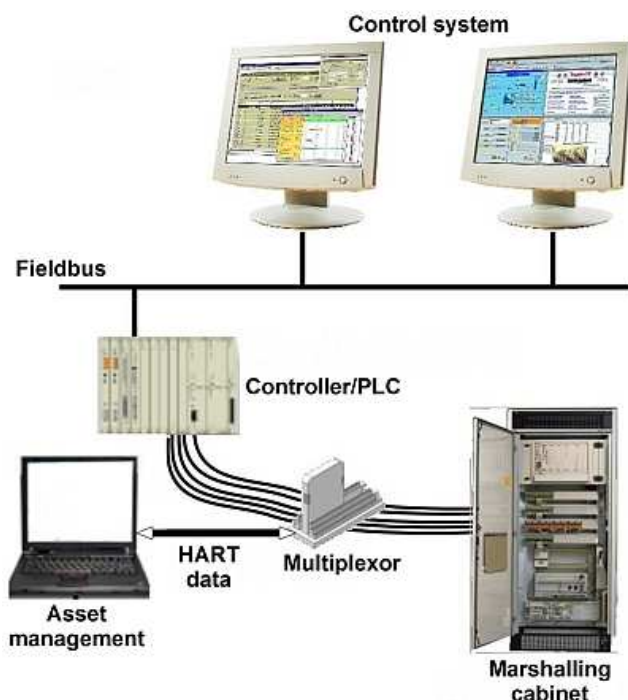 Control system
Fieldbus
Controller/PLC
HART
data
Multiplexor
Asset
management
Marshalling
cabinet